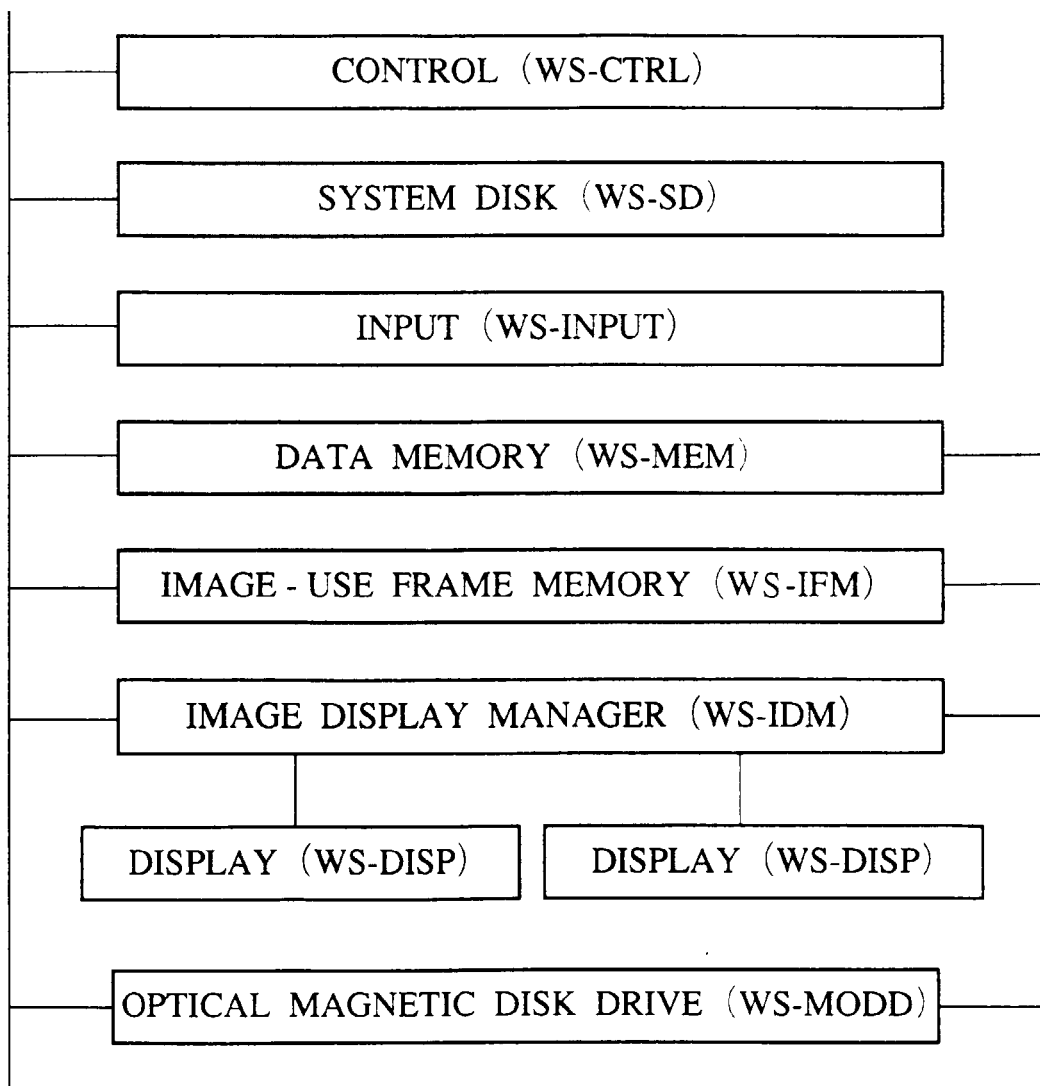 CONTROL (WS-CTRL)
SYSTEM DISK (WS-SD)
INPUT (WS-INPUT)
DATA MEMORY (WS-MEM)
IMAGE - USE FRAME MEMORY (WS-IFM)
IMAGE DISPLAY MANAGER (WS-IDM)
DISPLAY (WS-DISP)
DISPLAY (WS-DISP)
OPTICAL MAGNETIC DISK DRIVE (WS-MODD)